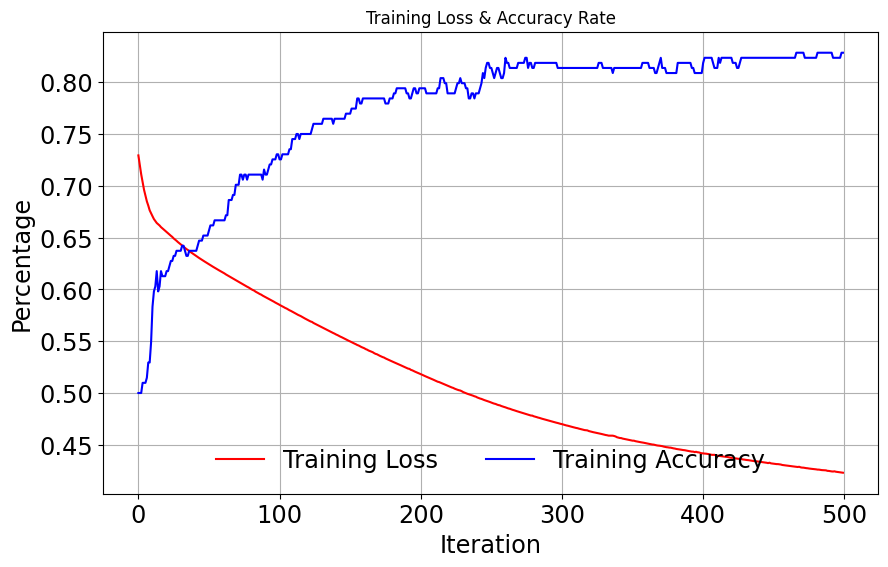 Training Loss & Accuracy Rate
Percentage
0.80
0.75
0.70
0.65
0.60
0.55
0.50
0.45
Training Loss
Training Accuracy
0 100 200 300 400 500
Iteration